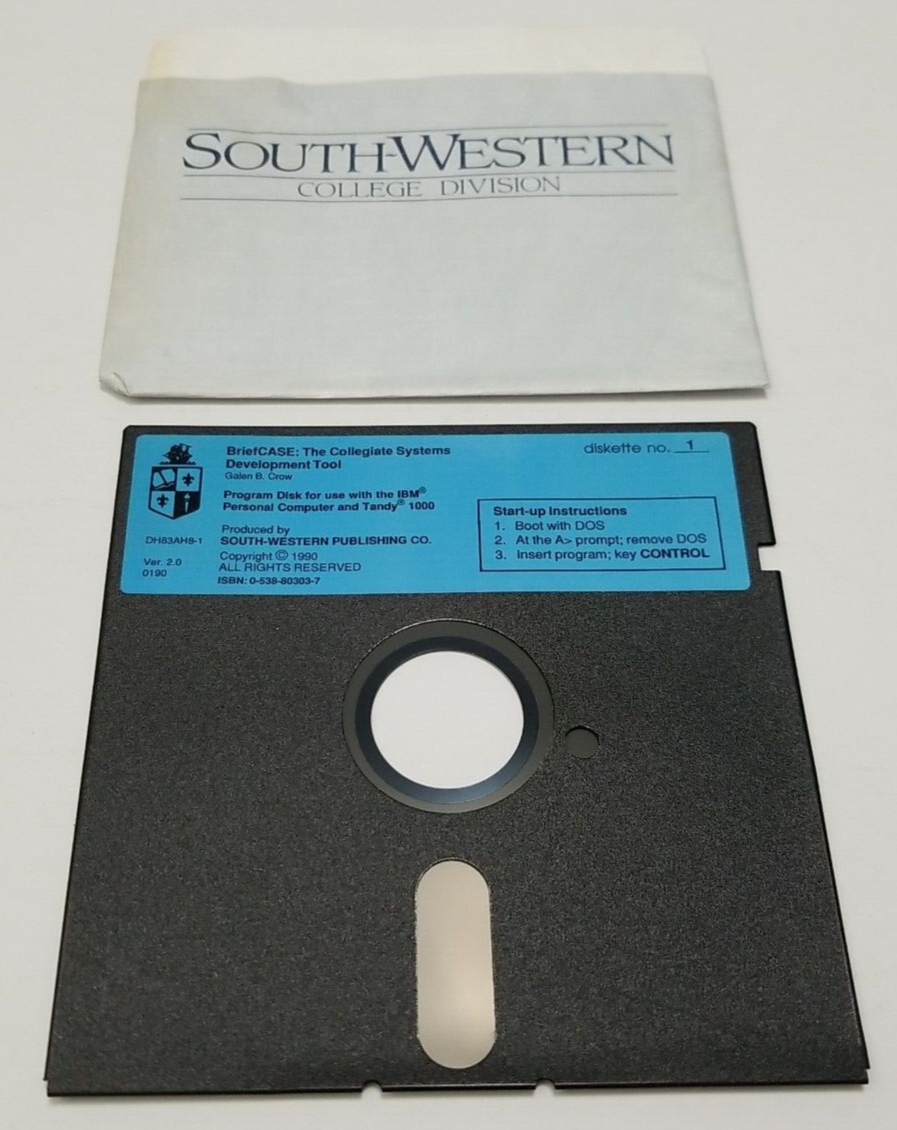 SOUTH-WESTERN
COLLEGE DIVISION
BriefCASE: The Collegiate Systems
Development Tool
Galen B. Crow
diskette no. 1
Program Disk for use with the IBM®
Personal Computer and Tandy® 1000
Start-up Instructions
1. Boot with DOS
2. At the A> prompt; remove DOS
3. Insert program; key CONTROL
Produced by
SOUTH-WESTERN PUBLISHING CO.
DH83AH8-1
Copyright © 1990
ALL RIGHTS RESERVED
Ver. 2.0
0190
ISBN: 0-538-80303-7